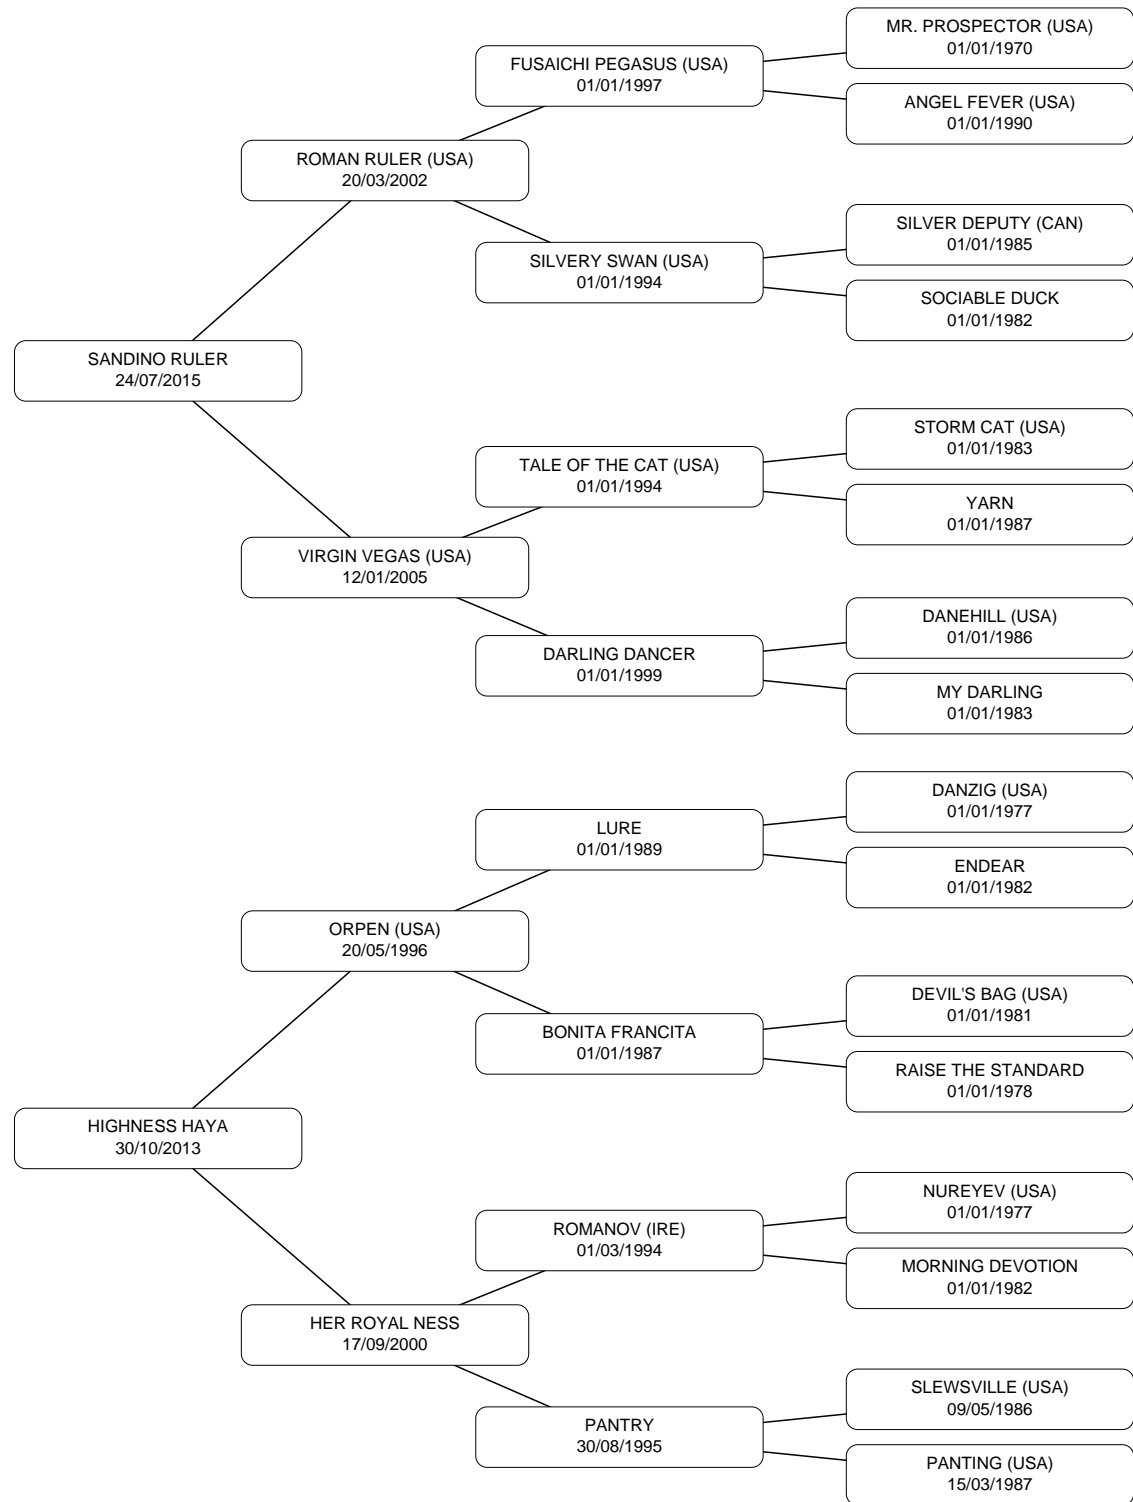 MR. PROSPECTOR (USA)
01/01/1970
FUSAICHI PEGASUS (USA)
01/01/1997
ANGEL FEVER (USA)
01/01/1990
ROMAN RULER (USA)
20/03/2002
SILVER DEPUTY (CAN)
01/01/1985
SILVERY SWAN (USA)
01/01/1994
SOCIABLE DUCK
01/01/1982
SANDINO RULER
24/07/2015
STORM CAT (USA)
01/01/1983
TALE OF THE CAT (USA)
01/01/1994
YARN
01/01/1987
VIRGIN VEGAS (USA)
12/01/2005
DANEHILL (USA)
01/01/1986
DARLING DANCER
01/01/1999
MY DARLING
01/01/1983
DANZIG (USA)
01/01/1977
LURE
01/01/1989
ENDEAR
01/01/1982
ORPEN (USA)
20/05/1996
DEVIL'S BAG (USA)
01/01/1981
BONITA FRANCITA
01/01/1987
RAISE THE STANDARD
01/01/1978
HIGHNESS HAYA
30/10/2013
NUREYEV (USA)
01/01/1977
ROMANOV (IRE)
01/03/1994
MORNING DEVOTION
01/01/1982
HER ROYAL NESS
17/09/2000
SLEWSVILLE (USA)
09/05/1986
PANTRY
30/08/1995
PANTING (USA)
15/03/1987